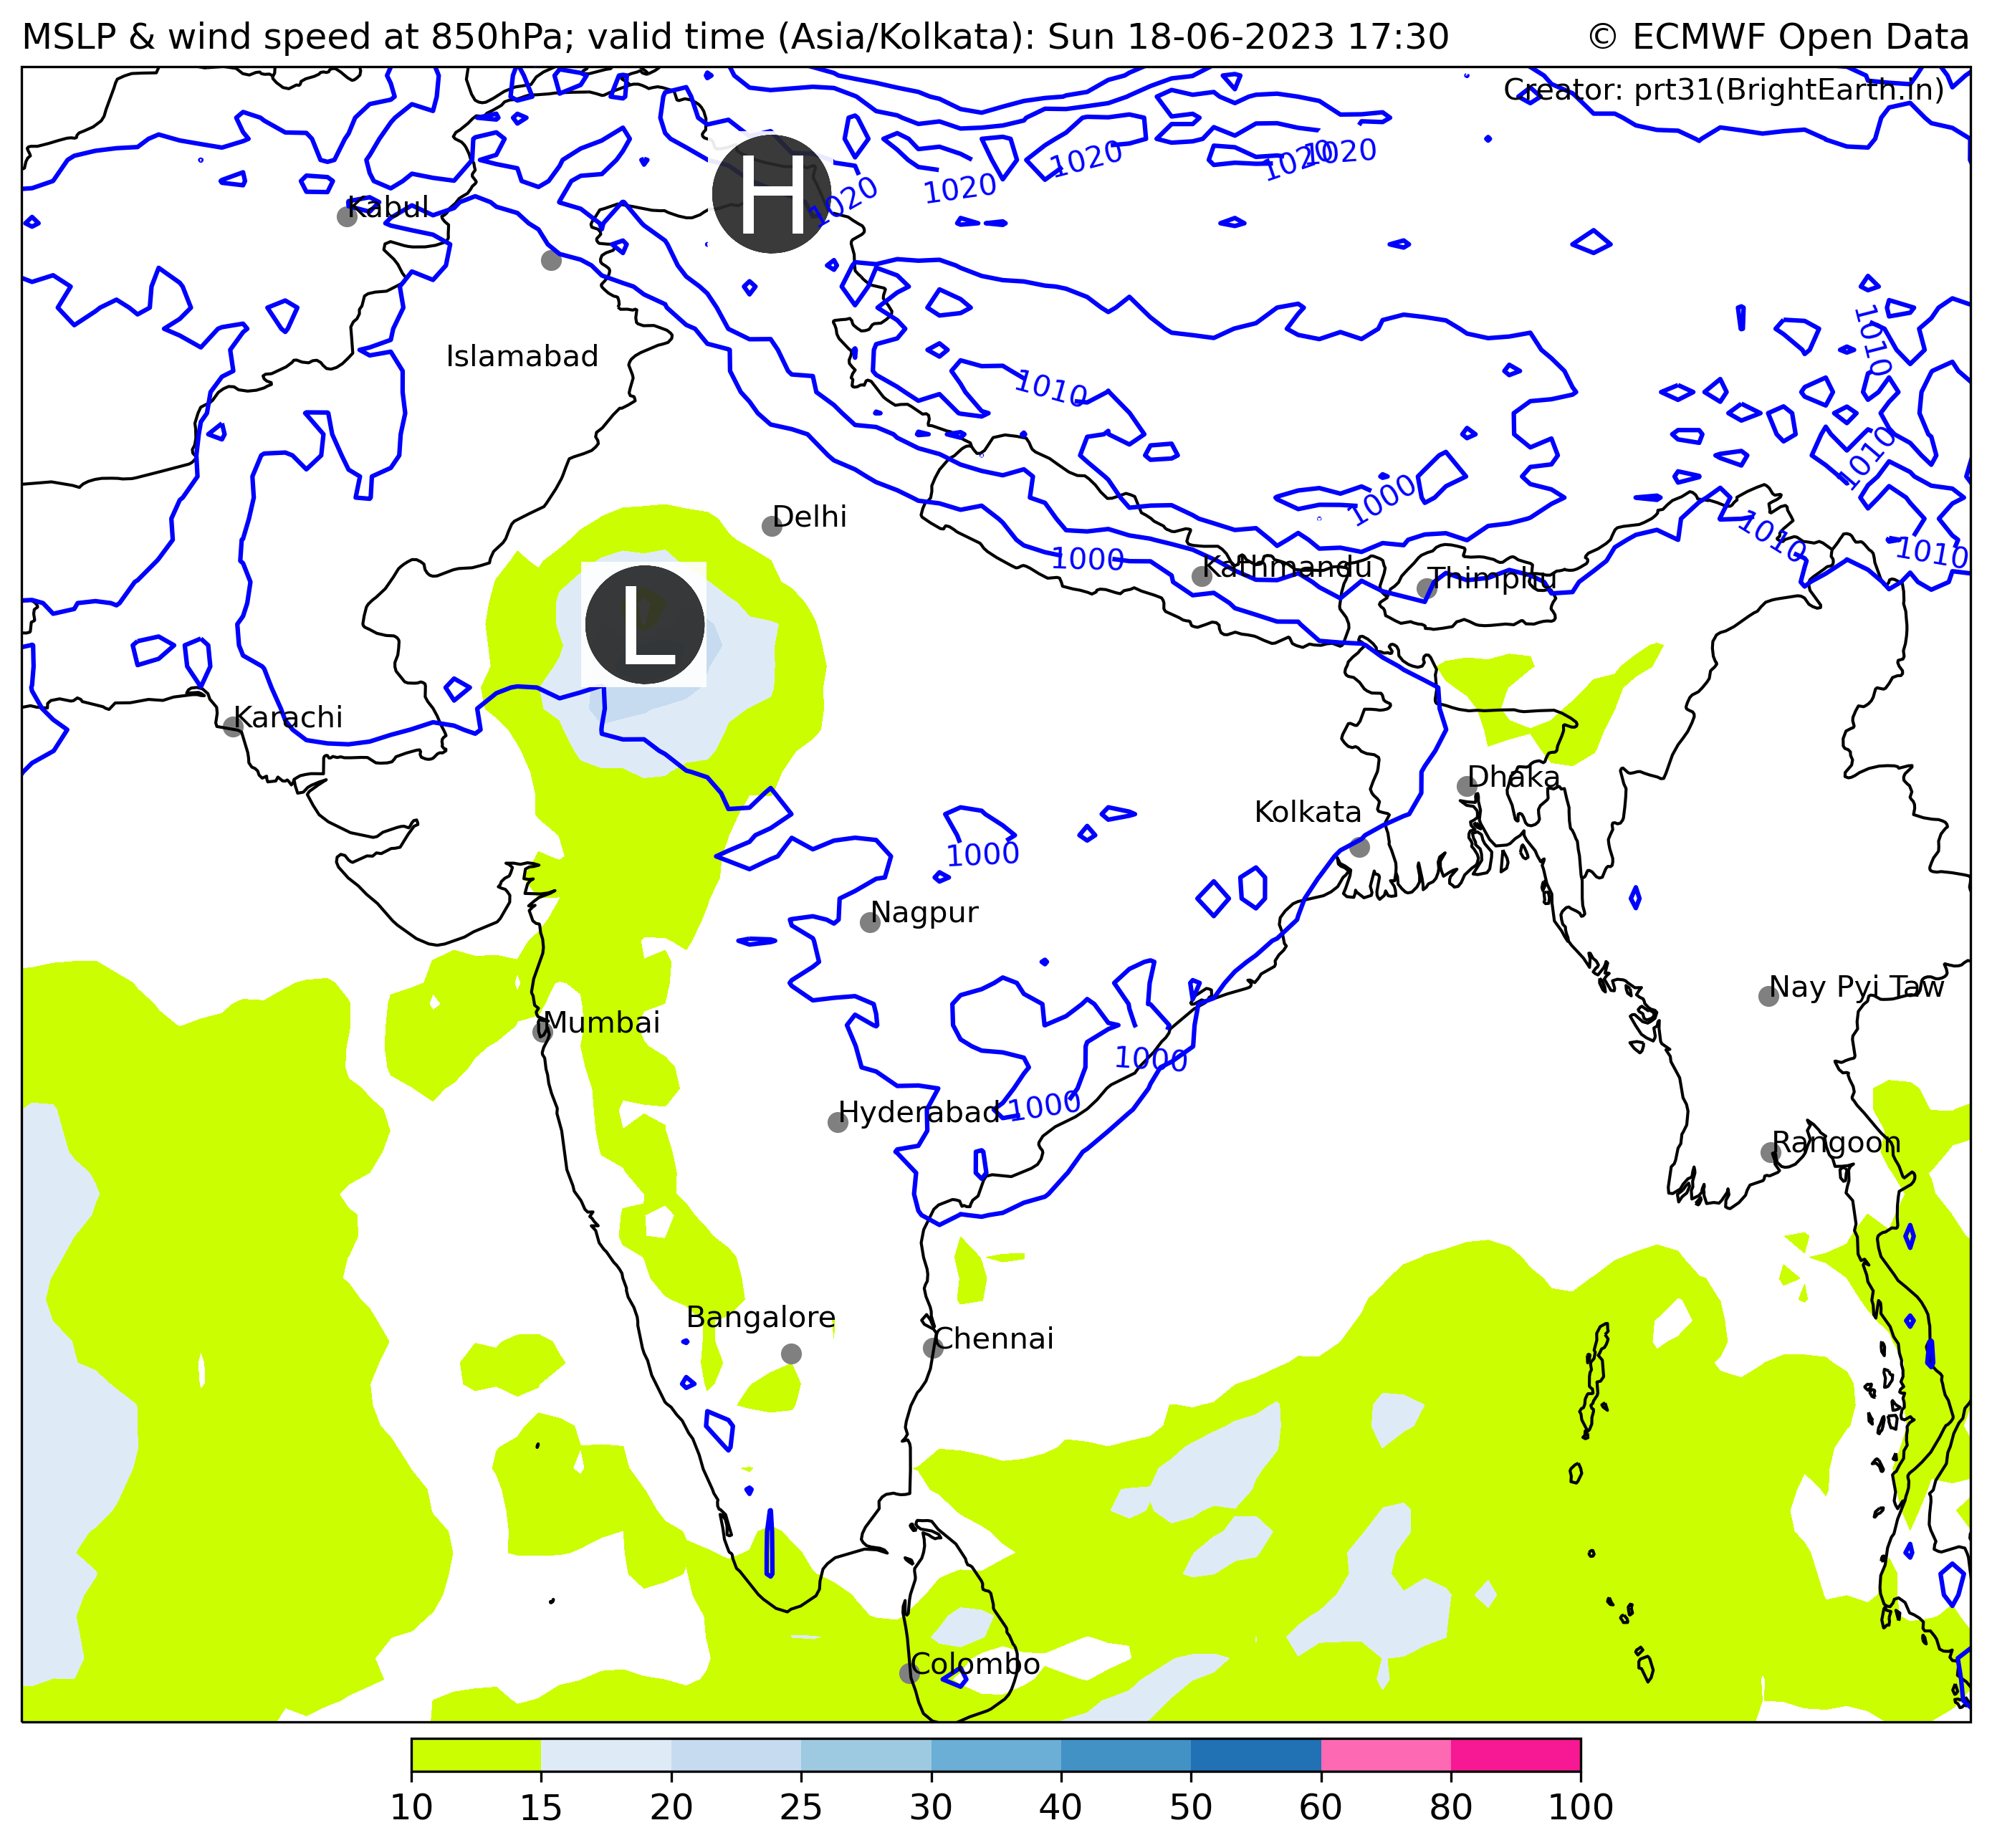 MSLP & wind speed at 850hPa; valid time (Asia/Kolkata): Sun 18-06-2023 17:30
© ECMWF Open Data
Creator: prt31(BrightEarth.in)
H
1020
1020
1020
1020
1020
Kabul
Islamabad
1010
1010
1010
1000
1010
1010
Delhi
1000
Kathmandu
Thimphu
L
Karachi
Dhaka
Kolkata
1000
Nagpur
Nay Pyi Taw
Mumbai
1000
1000
Hyderabad
Rangoon
Bangalore
Chennai
Colombo
10 15 20 25 30 40 50 60 80 100